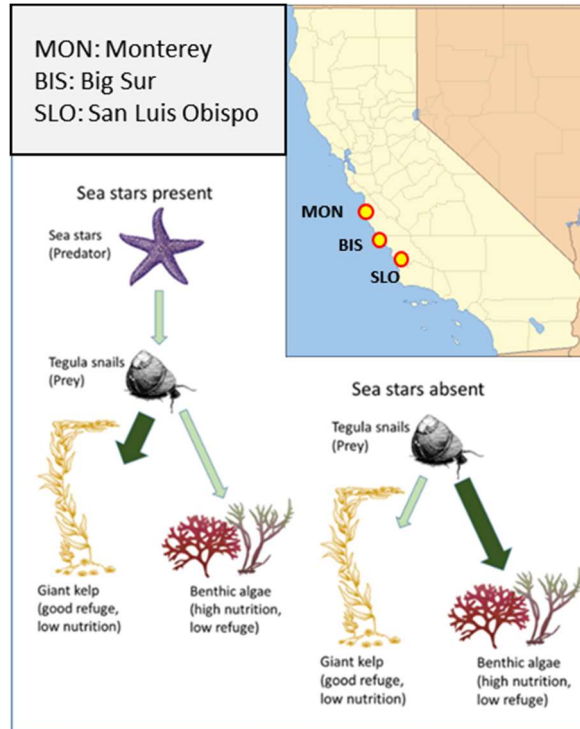 MON: Monterey
BIS: Big Sur
SLO: San Luis Obispo
MON
BIS
SLO
Sea stars present
Sea stars
(Predator)
Tegula snails
(Prey)
Giant kelp
(good refuge,
low nutrition)
Benthic algae
(high nutrition,
low refuge)
Sea stars absent
Tegula snails
(Prey)
Giant kelp
(good refuge,
low nutrition)
Benthic algae
(high nutrition,
low refuge)